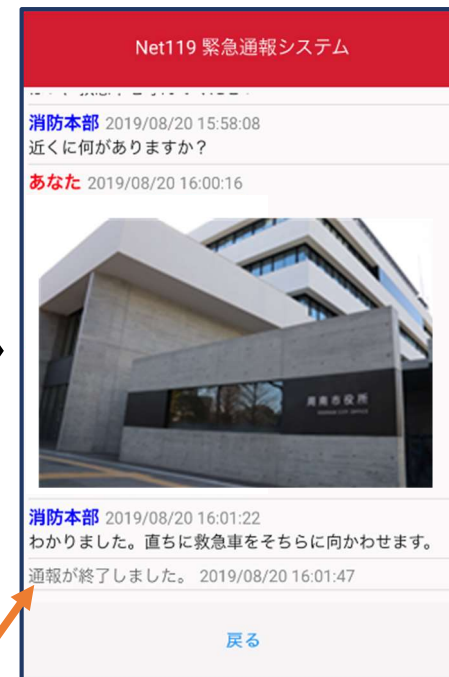 Net119 緊急通報システム
消防本部 2019/08/20 15:58:08
近くに何がありますか？
あなた 2019/08/20 16:00:16
周南市役所
消防本部 2019/08/20 16:01:22
わかりました。直ちに救急車をそちらに向かわせます。
通報が終了しました。 2019/08/20 16:01:47
戻る